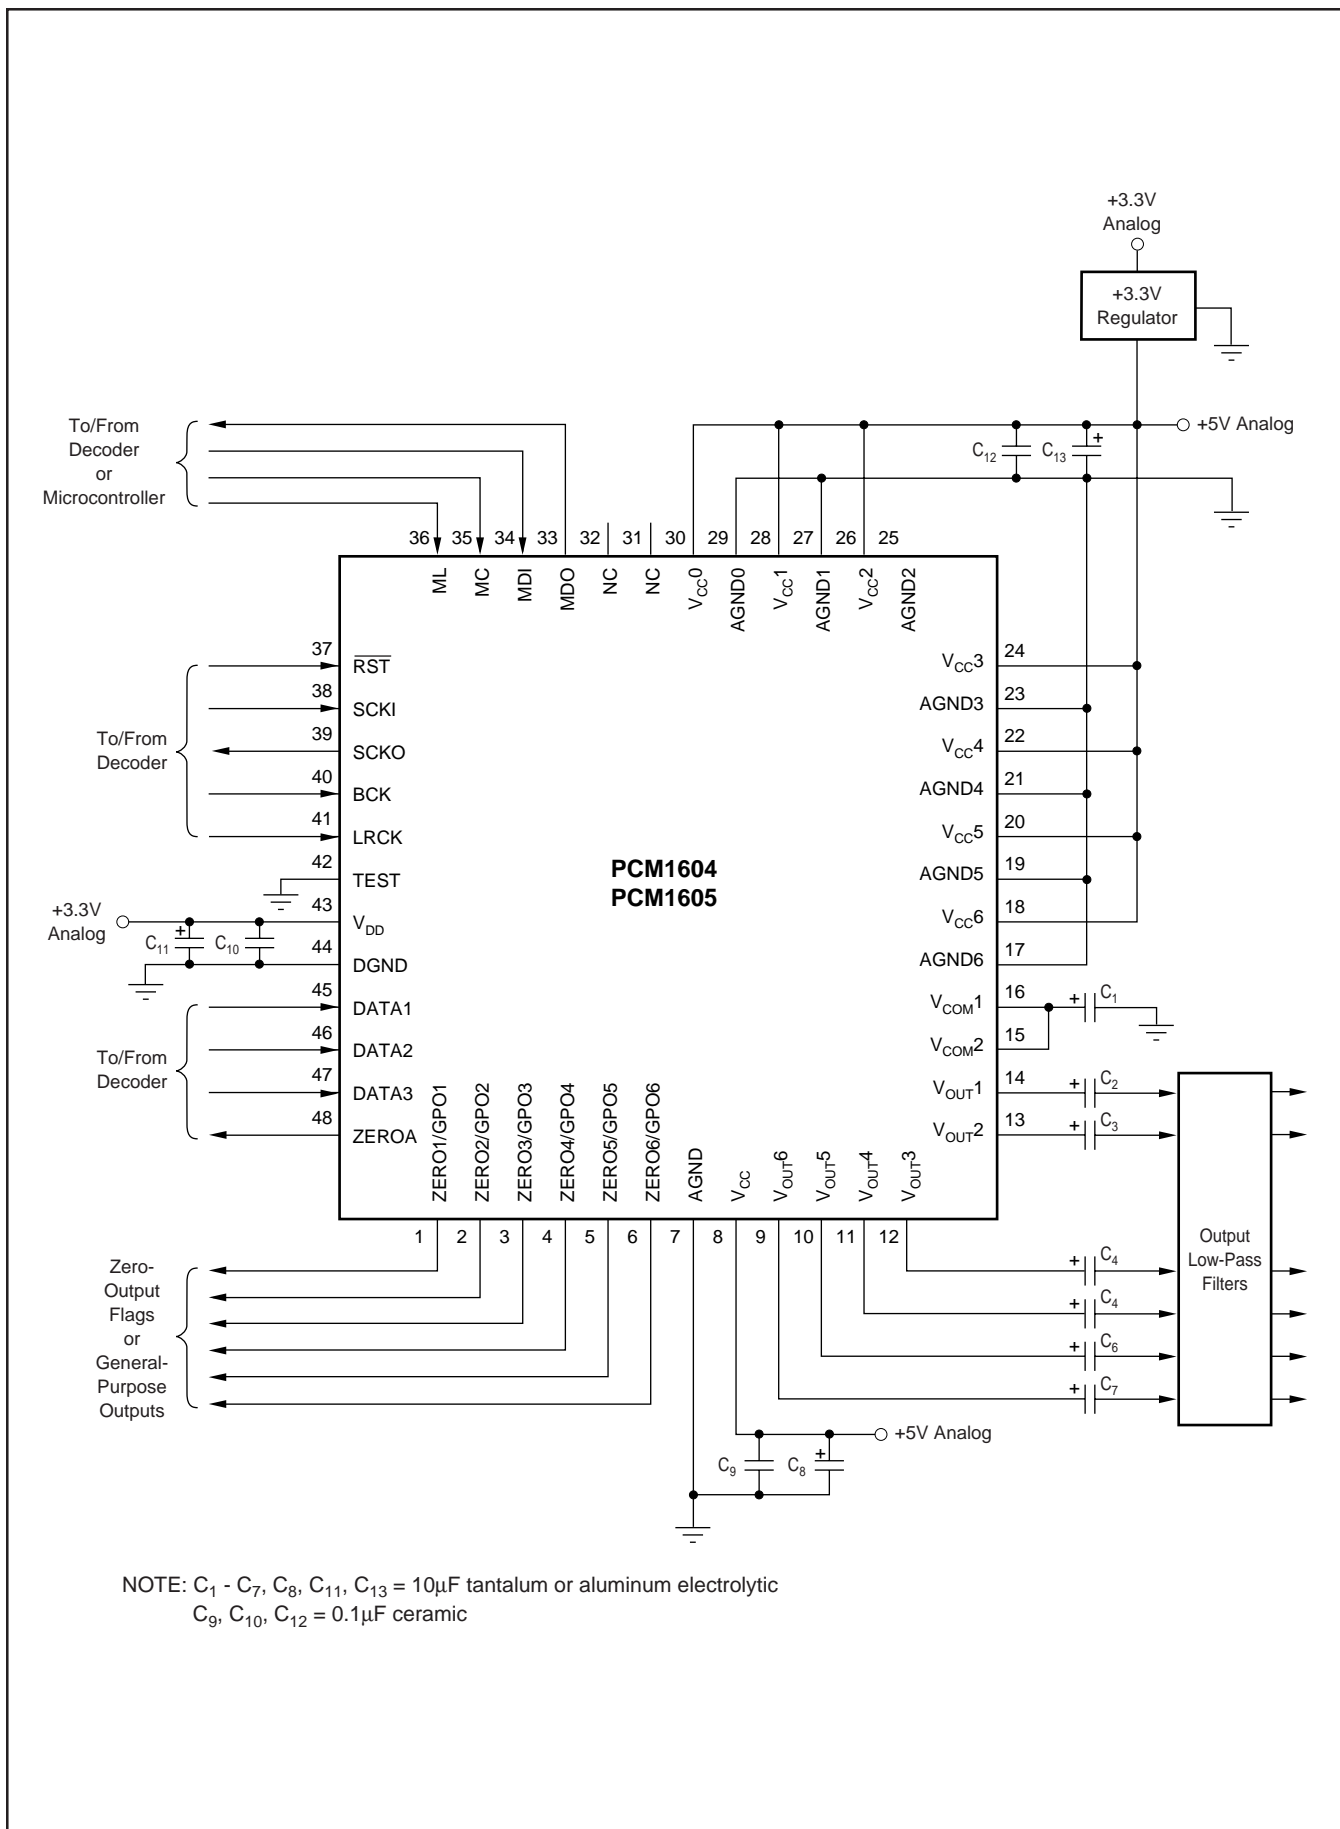 +3.3V
Analog
+3.3V
Regulator
To/From
Decoder
or
Microcontroller
+5V Analog
C12 C13
36 35 34 33 32 31 30 29 28 27 26 25
ML MC MDI MDO NC NC VCC0 AGND0 VCC1 AGND1 VCC2 AGND2
To/From
Decoder
37 RST
38 SCKI
39 SCKO
40 BCK
41 LRCK
42 TEST
+3.3V
Analog
C11 C10
43 VDD
44 DGND
To/From
Decoder
45 DATA1
46 DATA2
47 DATA3
48 ZEROA
PCM1604
PCM1605
VCC3 24
AGND3 23
VCC4 22
AGND4 21
VCC5 20
AGND5 19
VCC6 18
AGND6 17
VCOM1 16 + C1
VCOM2 15
VOUT1 14 + C2
VOUT2 13 + C3
ZERO1/GPO1 ZERO2/GPO2 ZERO3/GPO3 ZERO4/GPO4 ZERO5/GPO5 ZERO6/GPO6 AGND VCC VOUT6 VOUT5 VOUT4 VOUT3
1 2 3 4 5 6 7 8 9 10 11 12
Zero-
Output
Flags
or
General-
Purpose
Outputs
+ C4
+ C4
+ C6
+ C7
Output
Low-Pass
Filters
+5V Analog
C9 C8 +
NOTE: C1 - C7, C8, C11, C13 = 10µF tantalum or aluminum electrolytic
C9, C10, C12 = 0.1µF ceramic